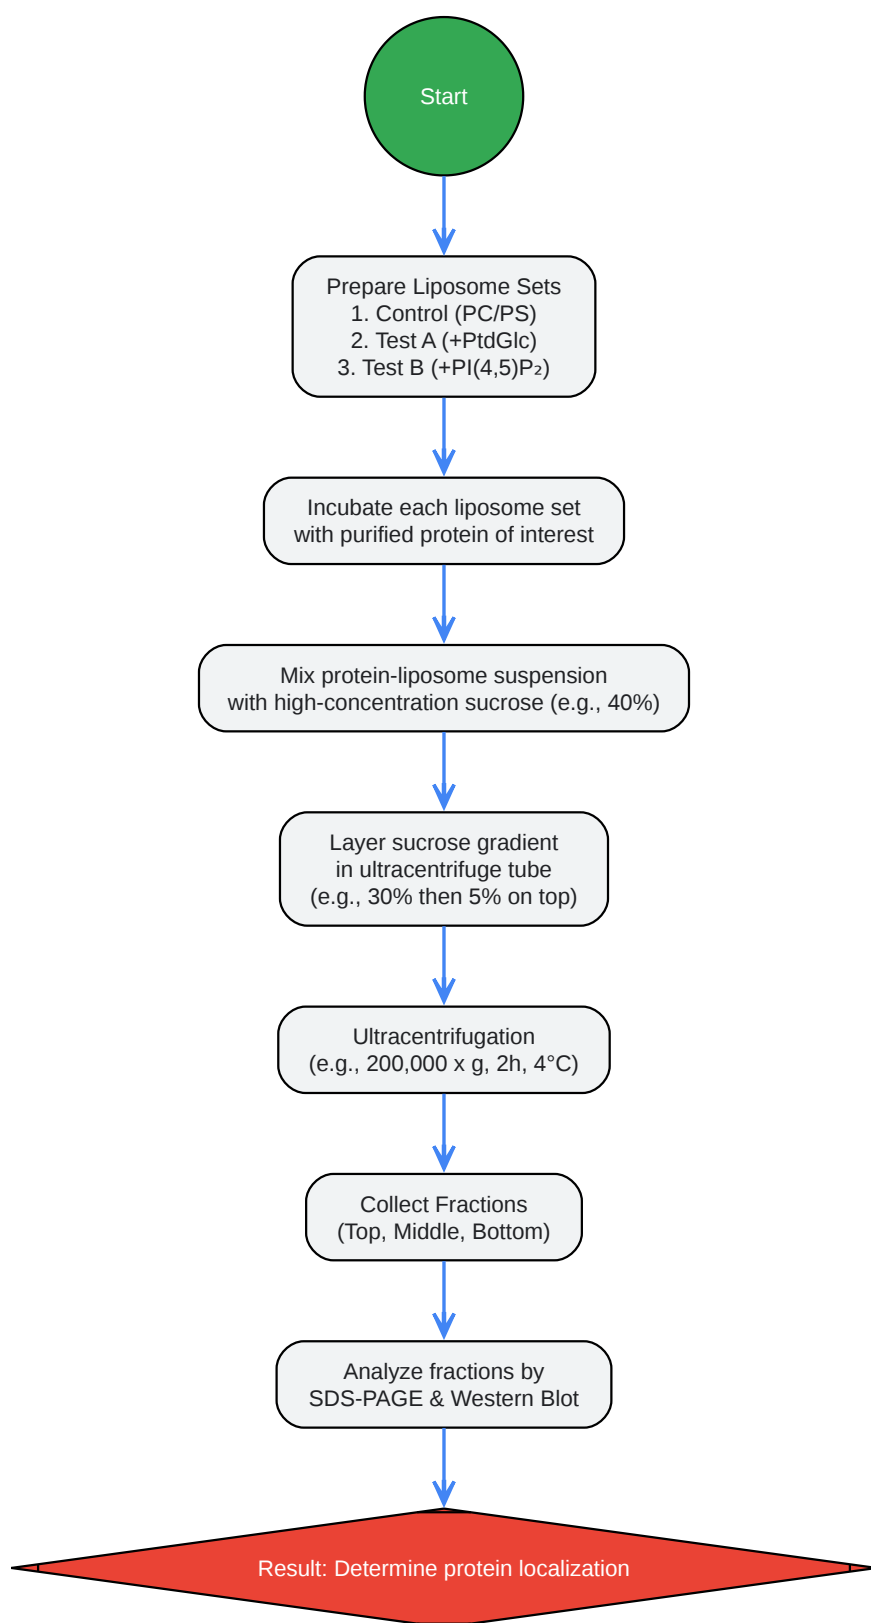 Start
Prepare Liposome Sets
1. Control (PC/PS)
2. Test A (+PtdGlc)
3. Test B (+PI(4,5)P₂)
Incubate each liposome set
with purified protein of interest
Mix protein-liposome suspension
with high-concentration sucrose (e.g., 40%)
Layer sucrose gradient
in ultracentrifuge tube
(e.g., 30% then 5% on top)
Ultracentrifugation
(e.g., 200,000 x g, 2h, 4°C)
Collect Fractions
(Top, Middle, Bottom)
Analyze fractions by
SDS-PAGE & Western Blot
Result: Determine protein localization